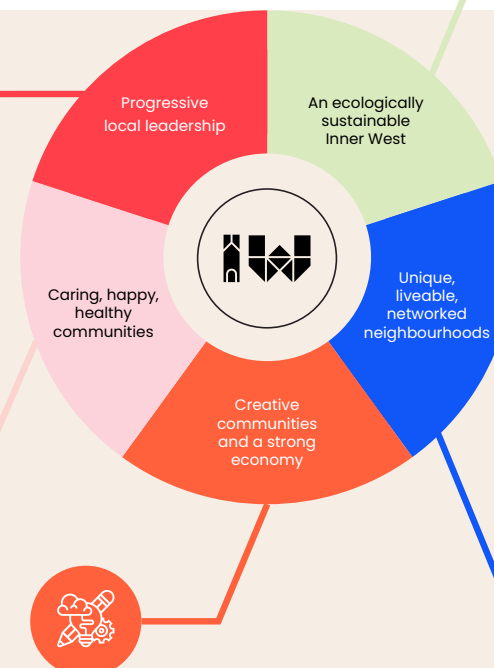 Progressive
local leadership
An ecologically
sustainable
Inner West
IW
Unique,
liveable,
networked
neighbourhoods
Caring, happy,
healthy
communities
Creative
communities
and a strong
economy